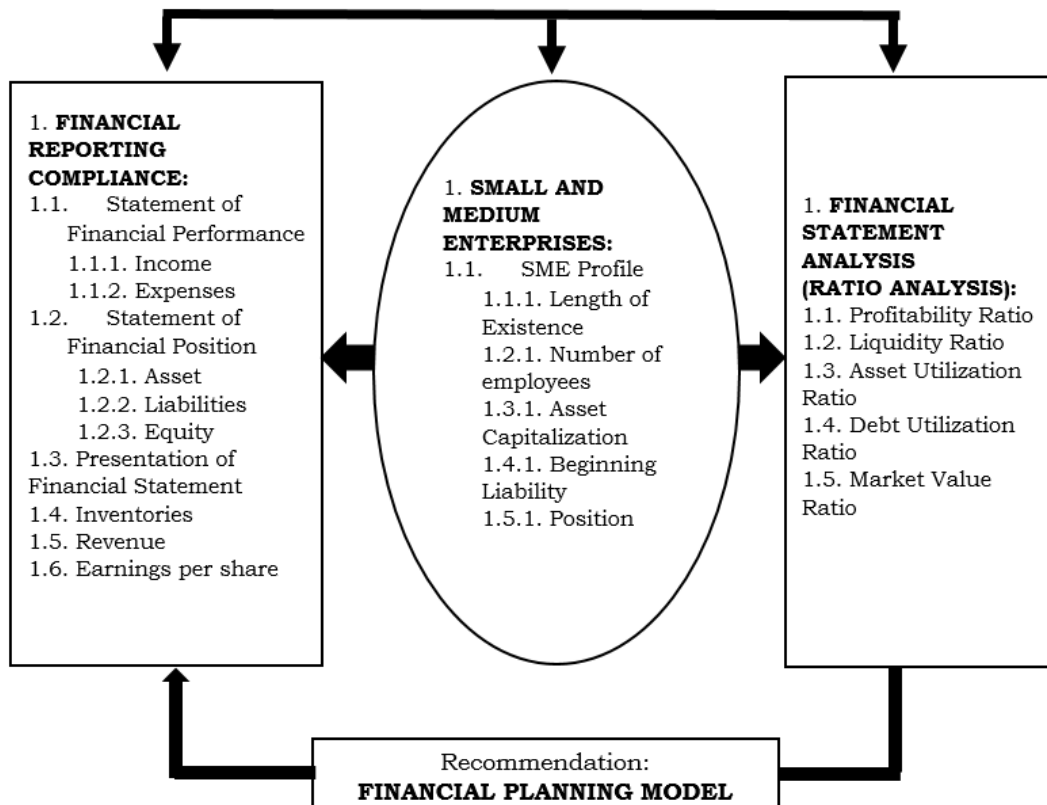 1. FINANCIAL
REPORTING
COMPLIANCE:
1.1. Statement of
Financial Performance
1.1.1. Income
1.1.2. Expenses
1.2. Statement of
Financial Position
1.2.1. Asset
1.2.2. Liabilities
1.2.3. Equity
1.3. Presentation of
Financial Statement
1.4. Inventories
1.5. Revenue
1.6. Earnings per share
1. SMALL AND
MEDIUM
ENTERPRISES:
1.1. SME Profile
1.1.1. Length of
Existence
1.2.1. Number of
employees
1.3.1. Asset
Capitalization
1.4.1. Beginning
Liability
1.5.1. Position
1. FINANCIAL
STATEMENT
ANALYSIS
(RATIO ANALYSIS):
1.1. Profitability Ratio
1.2. Liquidity Ratio
1.3. Asset Utilization
Ratio
1.4. Debt Utilization
Ratio
1.5. Market Value
Ratio
Recommendation:
FINANCIAL PLANNING MODEL